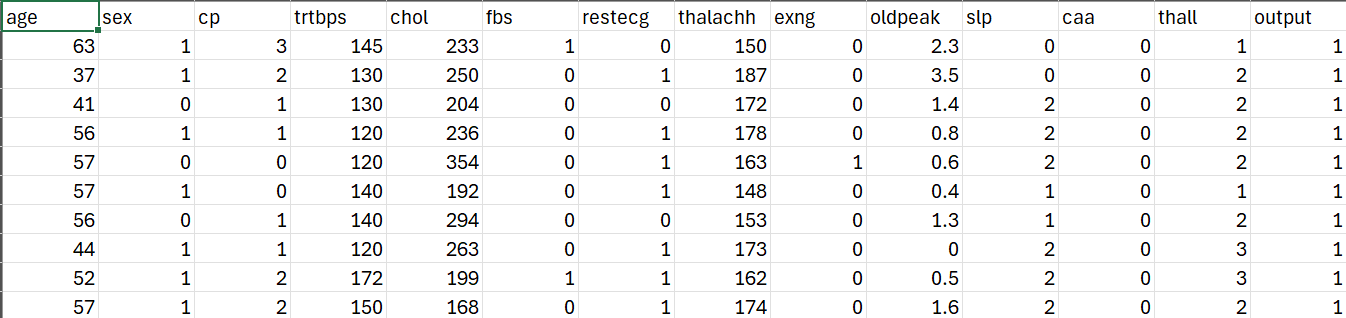 age sex cp trtbps chol fbs restecg thalachh exng oldpeak slp caa thall output
63 1 3 145 233 1 0 150 0 2.3 0 0 1 1
37 1 2 130 250 0 1 187 0 3.5 0 0 2 1
41 0 1 130 204 0 0 172 0 1.4 2 0 2 1
56 1 1 120 236 0 1 178 0 0.8 2 0 2 1
57 0 0 120 354 0 1 163 1 0.6 2 0 2 1
57 1 0 140 192 0 1 148 0 0.4 1 0 1 1
56 0 1 140 294 0 0 153 0 1.3 1 0 2 1
44 1 1 120 263 0 1 173 0 0 2 0 3 1
52 1 2 172 199 1 1 162 0 0.5 2 0 3 1
57 1 2 150 168 0 1 174 0 1.6 2 0 2 1